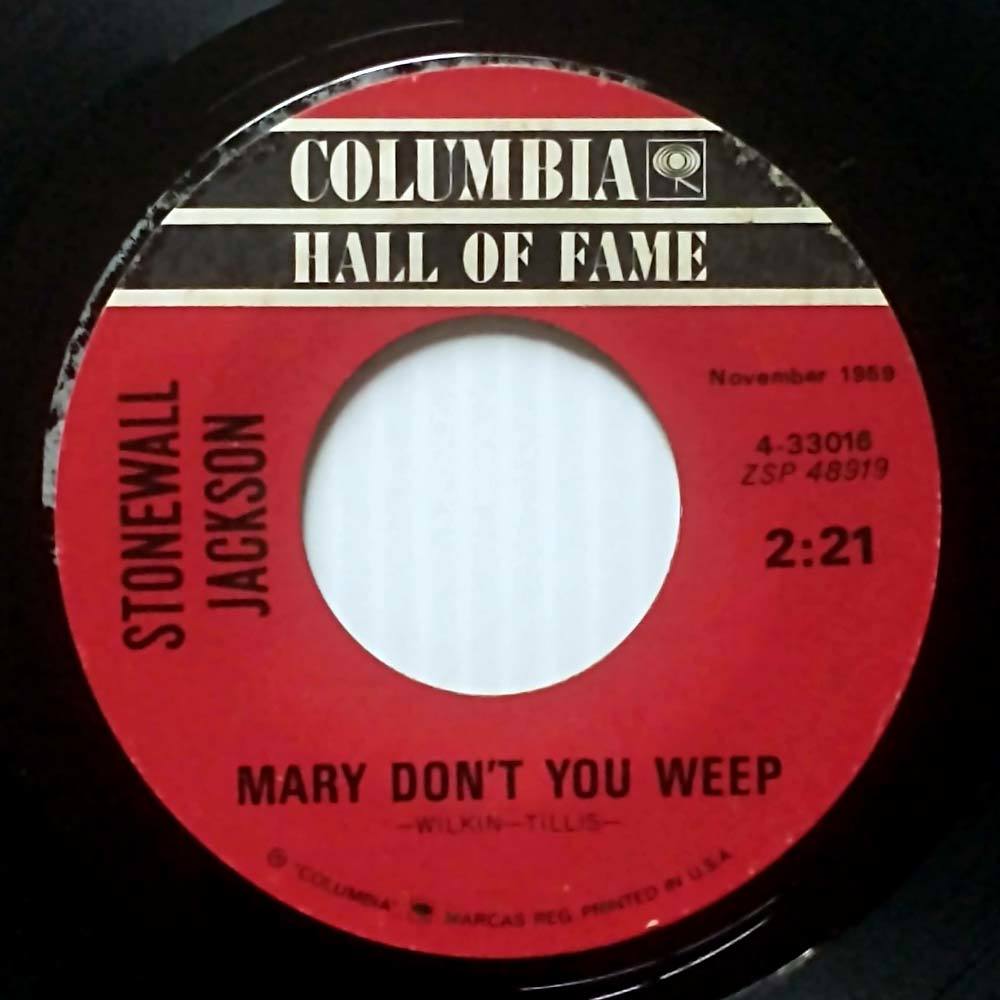 COLUMBIA
HALL OF FAME
STONEWALL
JACKSON
November 1959
4-33016
ZSP 48919
2:21
MARY DON'T YOU WEEP
—WILKIN—TILLIS—
® "COLUMBIA" MARCAS REG. PRINTED IN U.S.A.